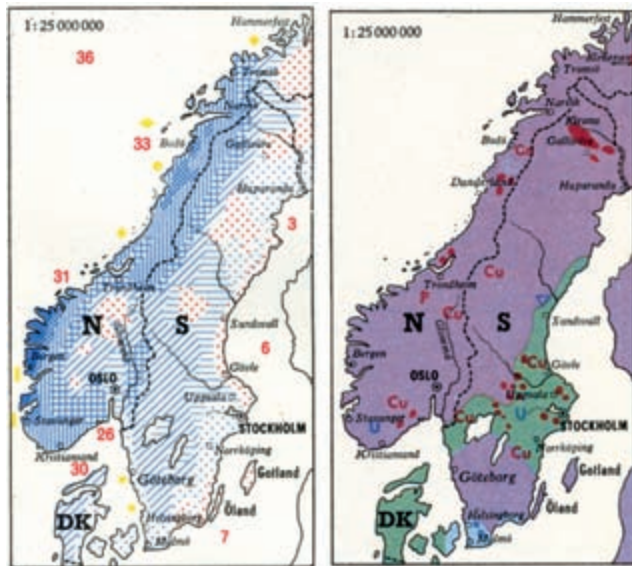 Hammerfest
1:25 000 000
36
Tromsö
Narvik
33
Bodö
Gällivare
Haparanda
3
31
Trondheim
N
S
Sundsvall
6
Bergen
Gävle
OSLO
Uppsala
STOCKHOLM
Stavanger
26
Norrköping
Kristiansand
30
Göteborg
Gotland
Öland
DK
Helsingborg
7
Malmö
Hammerfest
1:25 000 000
Tromsö
Narvik
Kiruna
Bodö
Cu
Gällivare
Haparanda
Cu
Trondheim
P
Cu
N
S
Sundsvall
Bergen
Cu
Gävle
OSLO
Uppsala
Cu
Stavanger
U
Cu
U
STOCKHOLM
Kristiansand
Norrköping
Cu
Göteborg
Gotland
Öland
DK
Helsingborg
Malmö